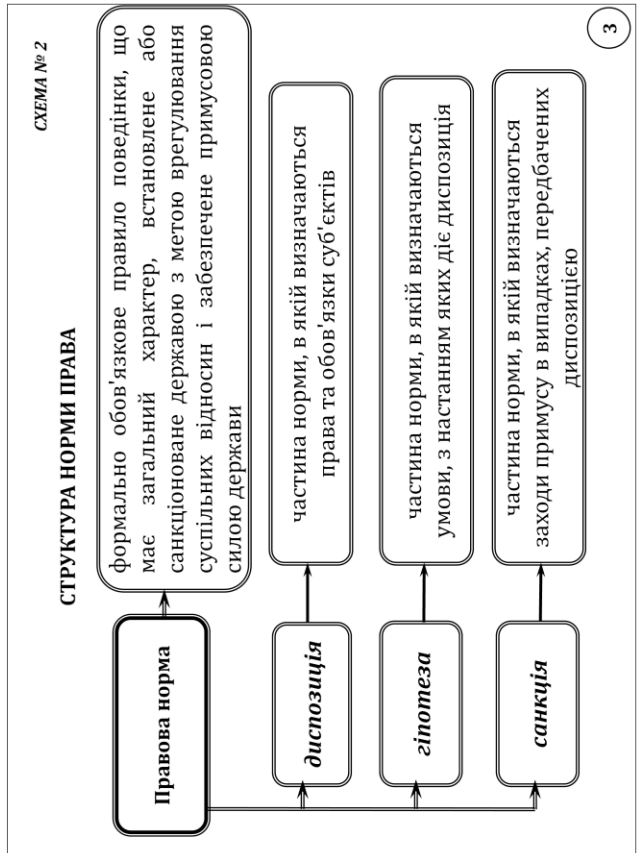 СХЕМА № 2
СТРУКТУРА НОРМИ ПРАВА
Правова норма
формально обов'язкове правило поведінки, що
має загальний характер, встановлене або
санкціоноване державою з метою врегулювання
суспільних відносин і забезпечене примусовою
силою держави
диспозиція
частина норми, в якій визначаються
права та обов'язки суб'єктів
гіпотеза
частина норми, в якій визначаються
умови, з настанням яких діє диспозиція
санкція
частина норми, в якій визначаються
заходи примусу в випадках, передбачених
диспозицією
3